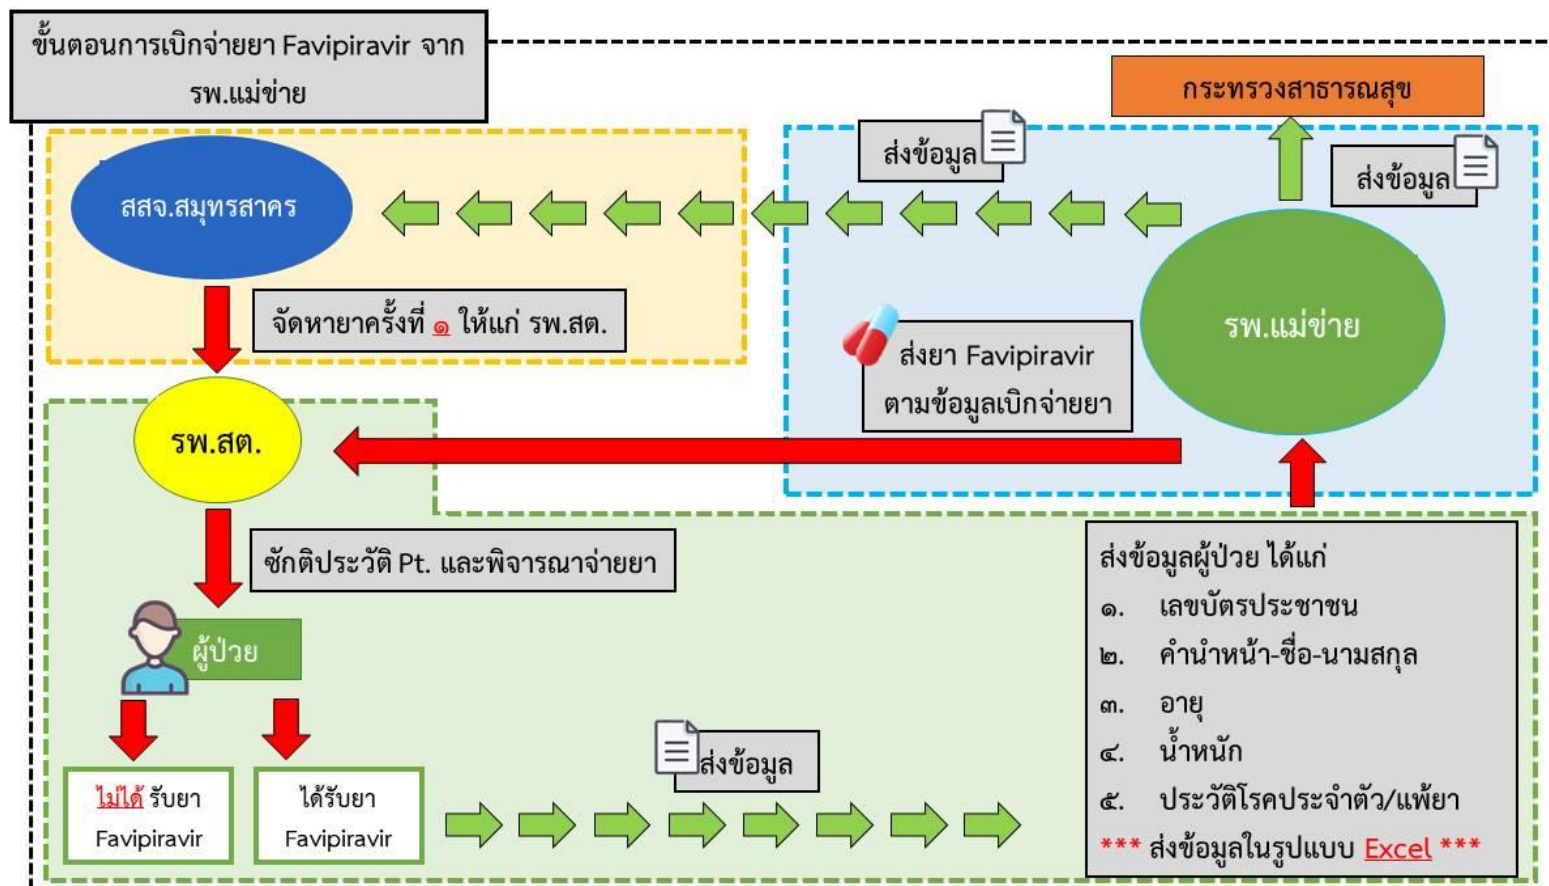 ขั้นตอนการเบิกจ่ายยา Favipiravir จาก
รพ.แม่ข่าย
กระทรวงสาธารณสุข
ส่งข้อมูล
ส่งข้อมูล
สสจ.สมุทรสาคร
จัดหายาครั้งที่ ๑ ให้แก่ รพ.สต.
รพ.แม่ข่าย
ส่งยา Favipiravir
ตามข้อมูลเบิกจ่ายยา
รพ.สต.
ซักติประวัติ Pt. และพิจารณาจ่ายยา
ผู้ป่วย
ไม่ได้ รับยา
Favipiravir
ได้รับยา
Favipiravir
ส่งข้อมูล
ส่งข้อมูลผู้ป่วย ได้แก่
๑. เลขบัตรประชาชน
๒. คำนำหน้า-ชื่อ-นามสกุล
๓. อายุ
๔. น้ำหนัก
๕. ประวัติโรคประจำตัว/แพ้ยา
*** ส่งข้อมูลในรูปแบบ Excel ***